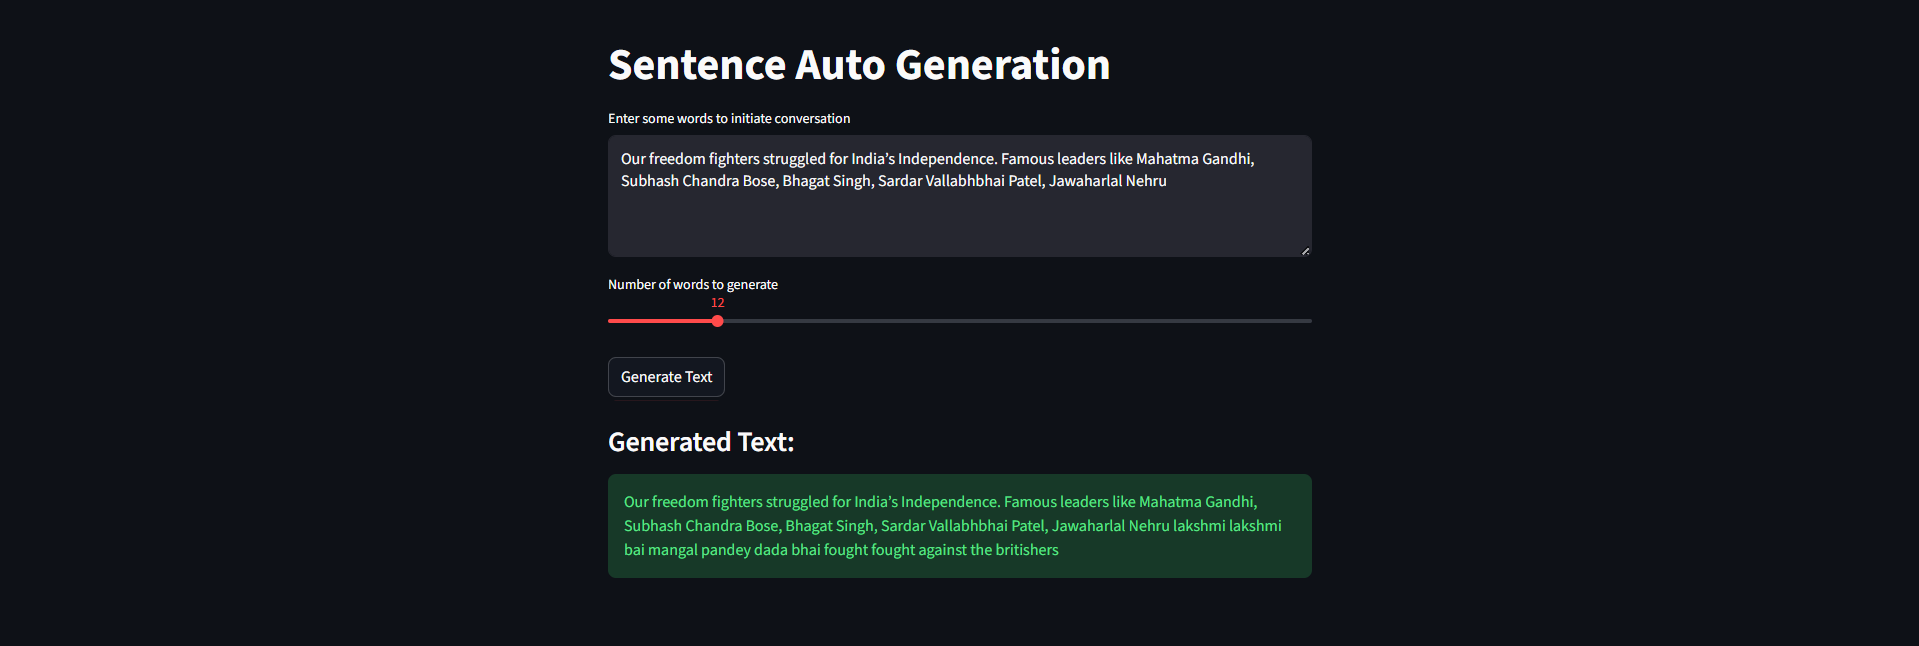 Sentence Auto Generation
Enter some words to initiate conversation
Our freedom fighters struggled for India’s Independence. Famous leaders like Mahatma Gandhi,
Subhash Chandra Bose, Bhagat Singh, Sardar Vallabhbhai Patel, Jawaharlal Nehru
Number of words to generate
12
Generate Text
Generated Text:
Our freedom fighters struggled for India’s Independence. Famous leaders like Mahatma Gandhi,
Subhash Chandra Bose, Bhagat Singh, Sardar Vallabhbhai Patel, Jawaharlal Nehru lakshmi lakshmi
bai mangal pandey dada bhai fought fought against the britishers